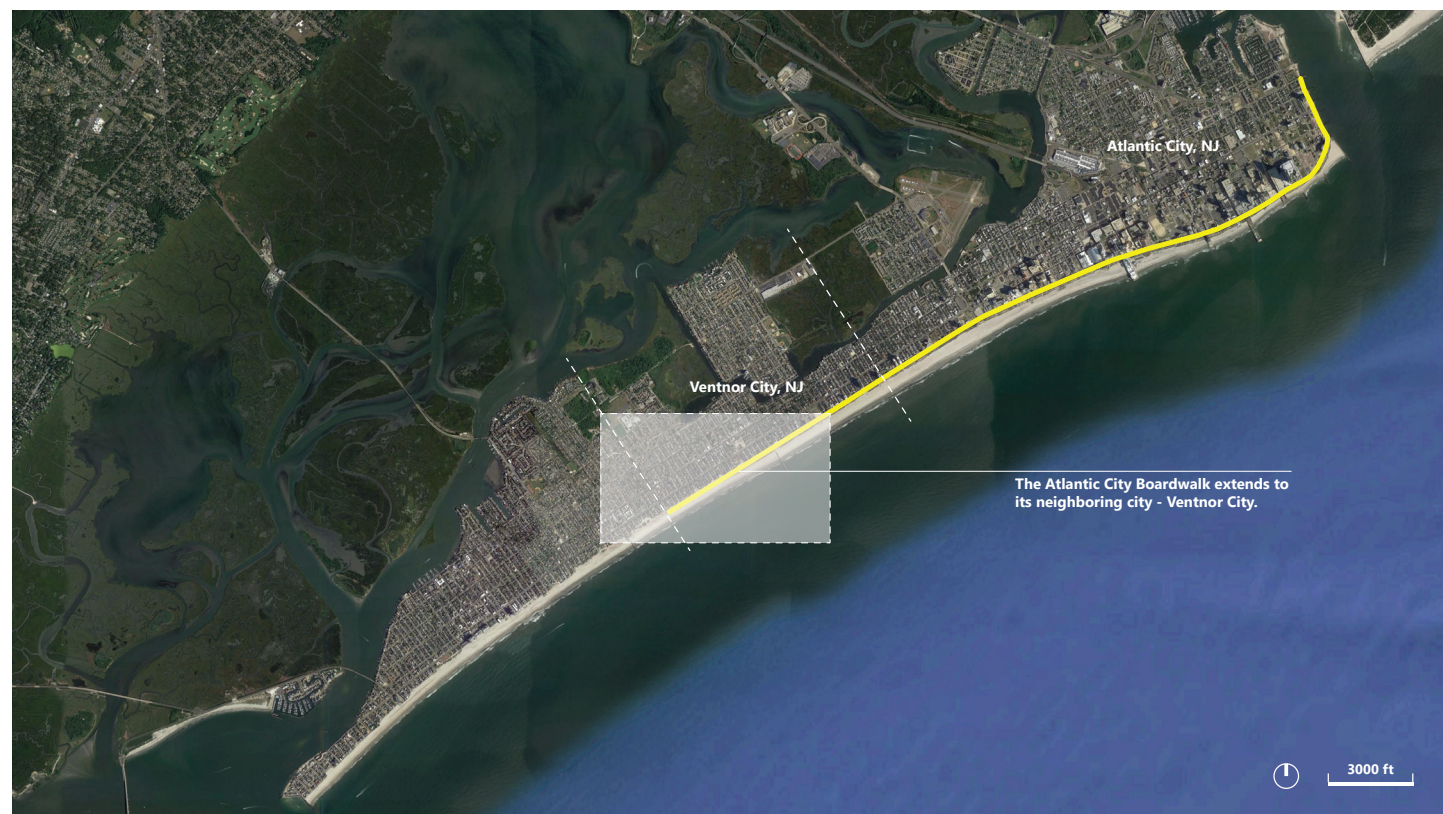 Atlantic City, NJ
Ventnor City, NJ
The Atlantic City Boardwalk extends to
its neighboring city - Ventnor City.
3000 ft